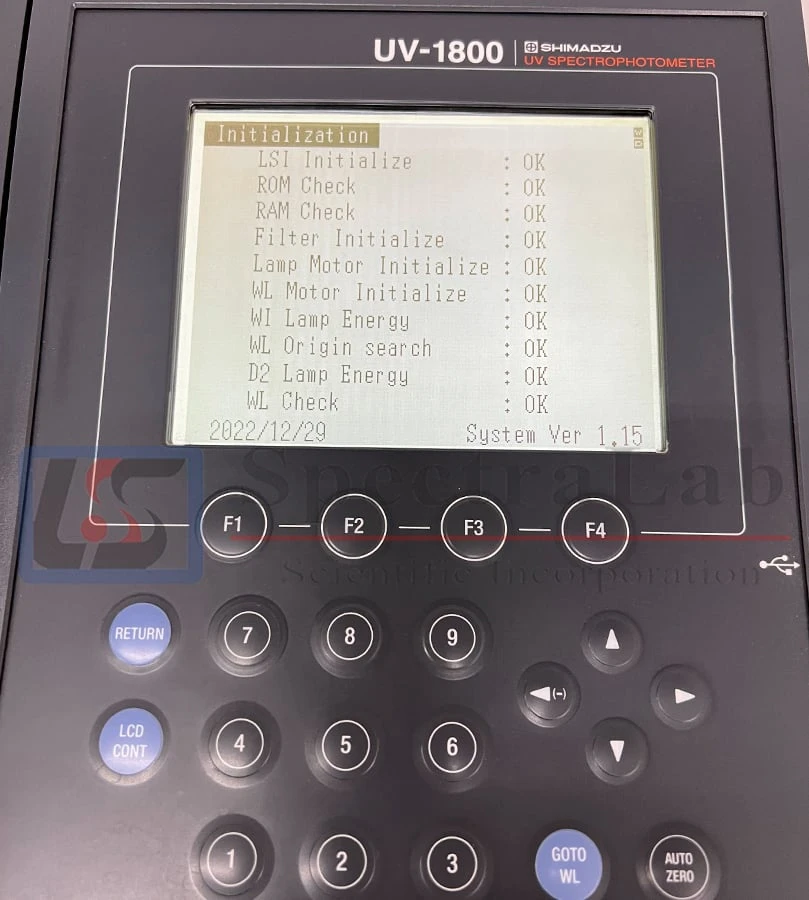 UV-1800 SHIMADZU
UV SPECTROPHOTOMETER
Initialization
LSI Initialize : OK
ROM Check : OK
RAM Check : OK
Filter Initialize : OK
Lamp Motor Initialize : OK
WL Motor Initialize : OK
WI Lamp Energy : OK
WL Origin search : OK
D2 Lamp Energy : OK
WL Check : OK
2022/12/29 System Ver 1.15
LS SpectraLab
Scientific Incorporation
F1 F2 F3 F4
RETURN 7 8 9
LCD CONT 4 5 6 (-)
1 2 3 GOTO WL AUTO ZERO